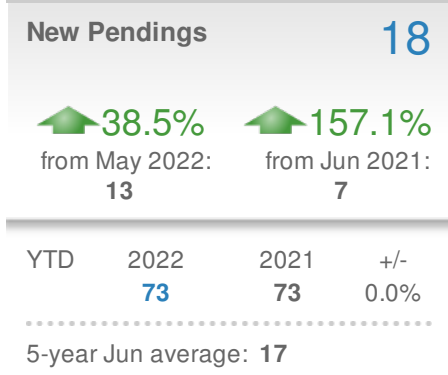 New Pendings 18
38.5% 157.1%
from May 2022: from Jun 2021:
13 7
YTD 2022 2021 +/-
73 73 0.0%
5-year Jun average: 17